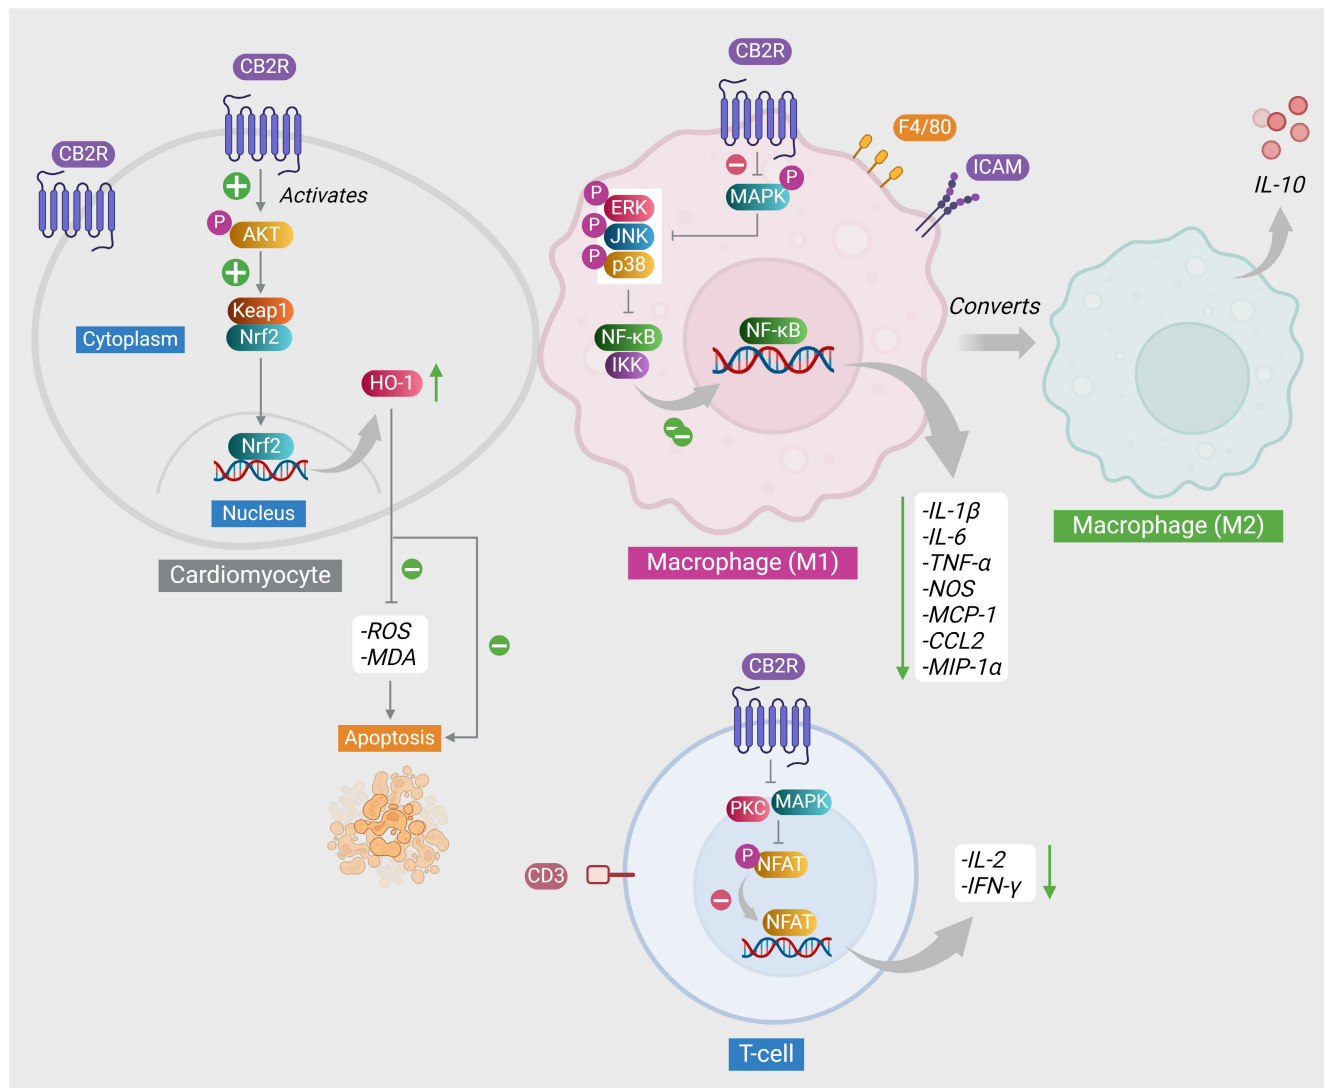 CB2R
CB2R
Activates
P
AKT
Keap1
Nrf2
Cytoplasm
HO-1
Nrf2
Nucleus
Cardiomyocyte
-ROS
-MDA
Apoptosis
CB2R
F4/80
ICAM
P
MAPK
P
ERK
P
JNK
P
p38
NF-κB
IKK
NF-κB
Macrophage (M1)
Converts
IL-10
Macrophage (M2)
-IL-1β
-IL-6
-TNF-α
-NOS
-MCP-1
-CCL2
-MIP-1α
CB2R
PKC
MAPK
P
NFAT
NFAT
CD3
-IL-2
-IFN-γ
T-cell